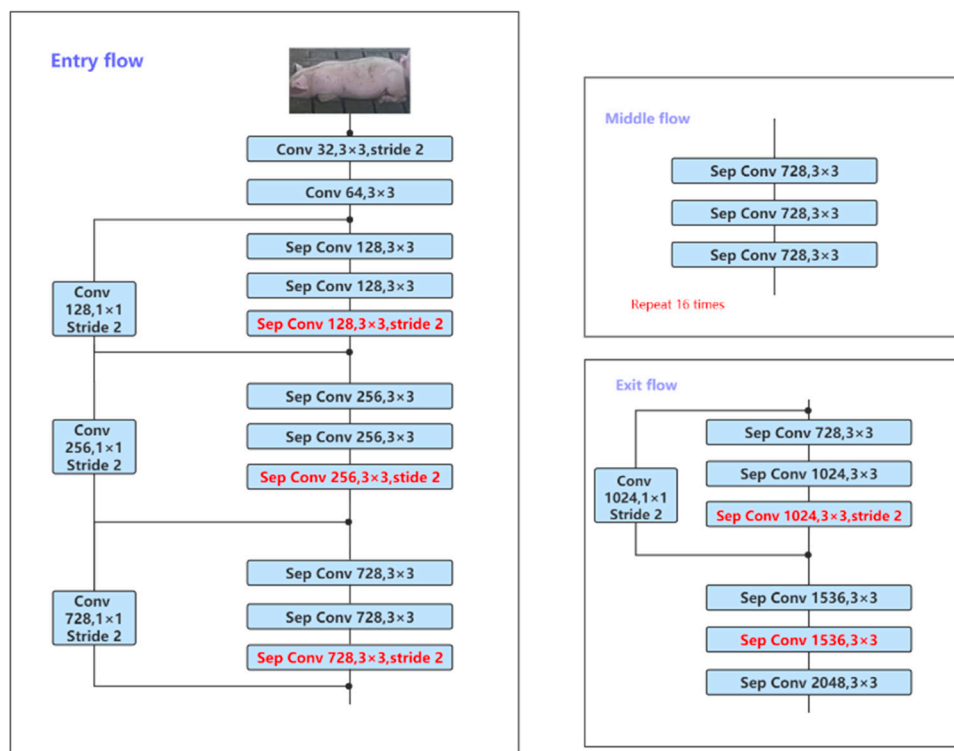 Entry flow
Conv 32,3×3,stride 2
Conv 64,3×3
Sep Conv 128,3×3
Sep Conv 128,3×3
Conv
128,1×1
Stride 2
Sep Conv 128,3×3,stride 2
Sep Conv 256,3×3
Conv
256,1×1
Stride 2
Sep Conv 256,3×3
Sep Conv 256,3×3,stide 2
Sep Conv 728,3×3
Conv
728,1×1
Stride 2
Sep Conv 728,3×3
Sep Conv 728,3×3,stride 2
Middle flow
Sep Conv 728,3×3
Sep Conv 728,3×3
Sep Conv 728,3×3
Repeat 16 times
Exit flow
Sep Conv 728,3×3
Conv
1024,1×1
Stride 2
Sep Conv 1024,3×3
Sep Conv 1024,3×3,stride 2
Sep Conv 1536,3×3
Sep Conv 1536,3×3
Sep Conv 2048,3×3